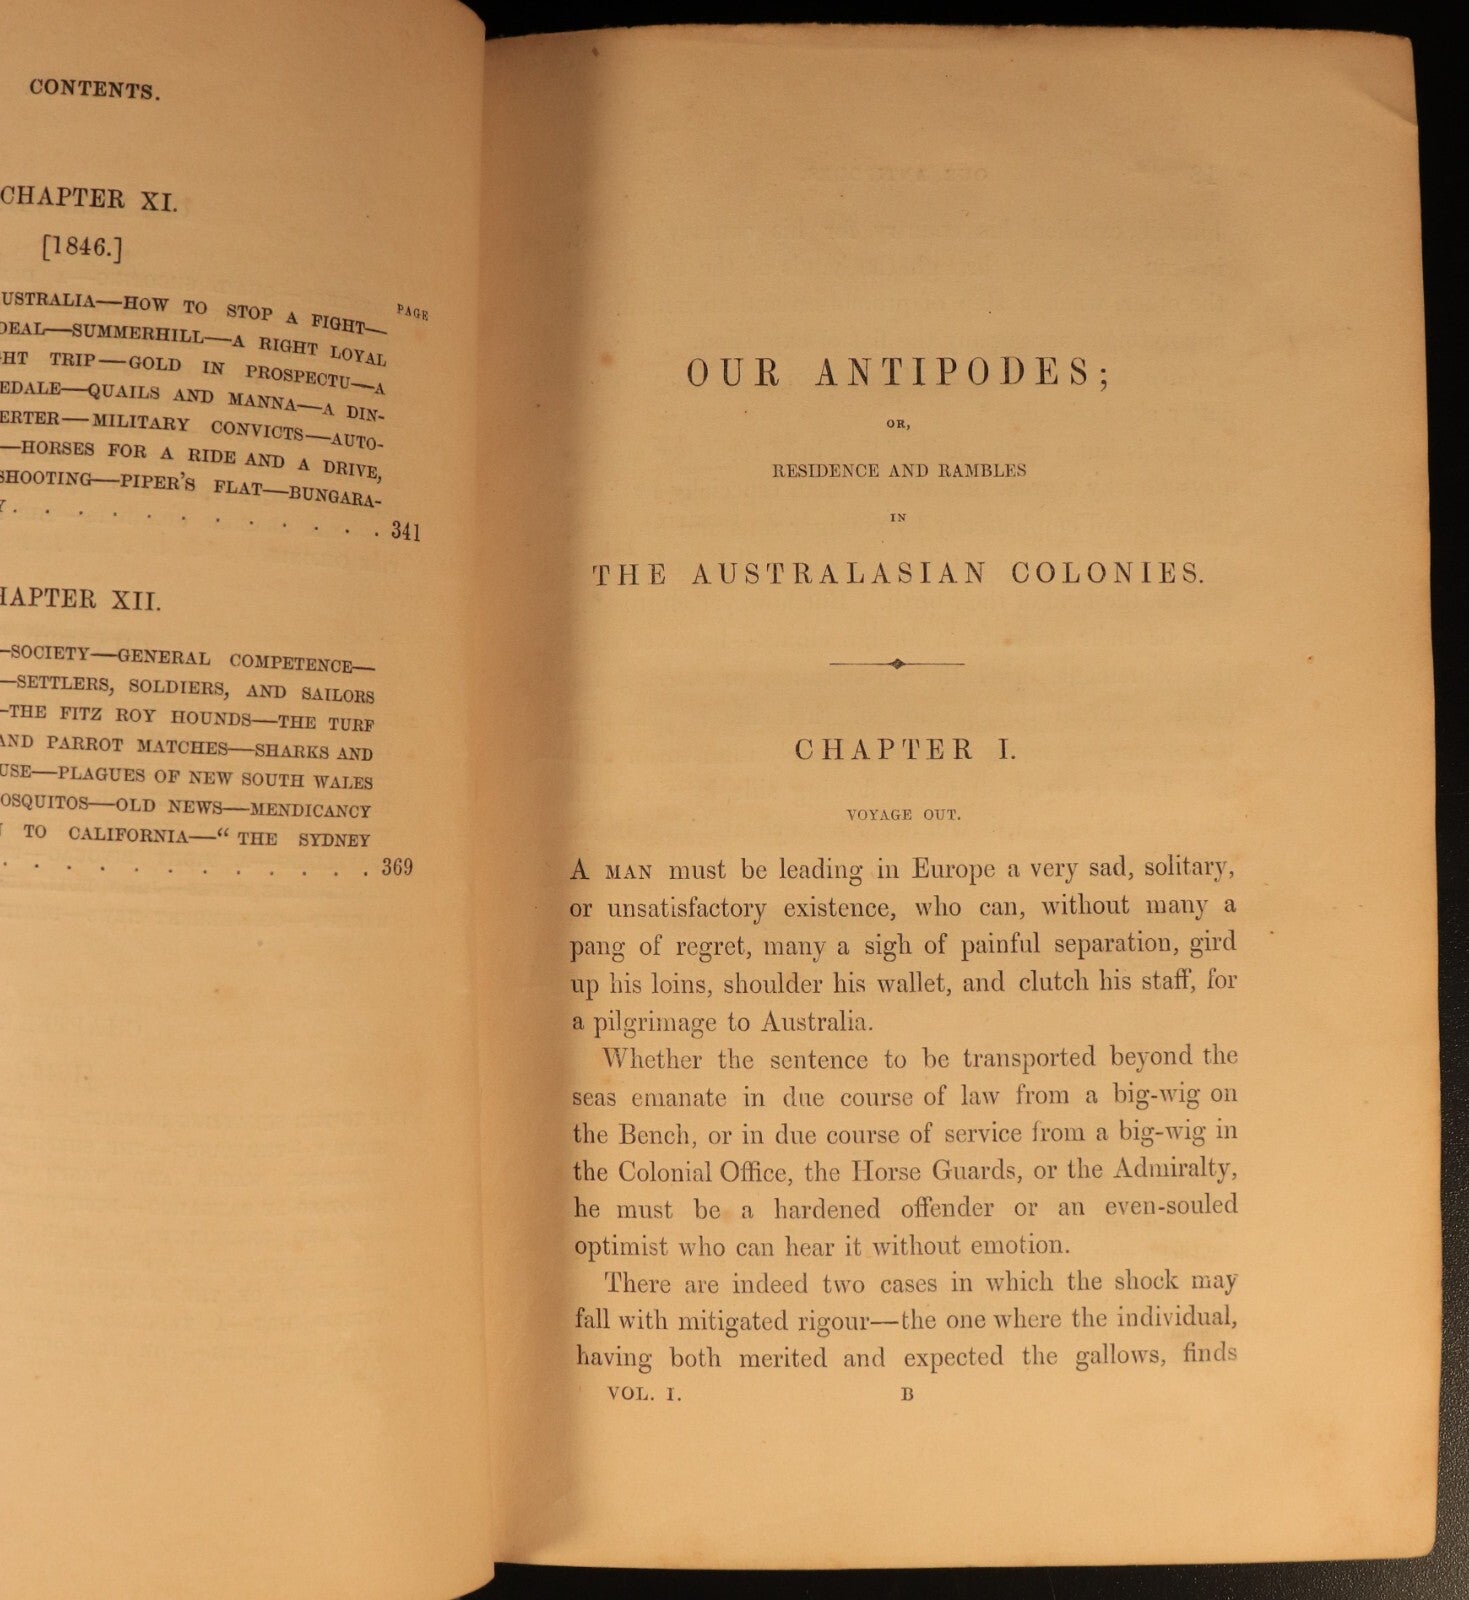 CONTENTS.
CHAPTER XI.
[1846.]
PAGE
HOW TO STOP A FIGHT—
—SUMMERHILL—A RIGHT LOYAL
TRIP—GOLD IN PROSPECTU—A
—QUAILS AND MANNA—A DIN-
—MILITARY CONVICTS—AUTO-
—HORSES FOR A RIDE AND A DRIVE,
SHOOTING—PIPER'S FLAT—BUNGARA-
. . . . . . . . . . . . 341
CHAPTER XII.
—SOCIETY—GENERAL COMPETENCE—
—SETTLERS, SOLDIERS, AND SAILORS
—THE FITZ ROY HOUNDS—THE TURF
AND PARROT MATCHES—SHARKS AND
—PLAGUES OF NEW SOUTH WALES
—OLD NEWS—MENDICANCY
TO CALIFORNIA—“THE SYDNEY
. . . . . . . . . . . . 369
OUR ANTIPODES;
OR,
RESIDENCE AND RAMBLES
IN
THE AUSTRALASIAN COLONIES.
CHAPTER I.
VOYAGE OUT.
A MAN must be leading in Europe a very sad, solitary,
or unsatisfactory existence, who can, without many a
pang of regret, many a sigh of painful separation, gird
up his loins, shoulder his wallet, and clutch his staff, for
a pilgrimage to Australia.
Whether the sentence to be transported beyond the
seas emanate in due course of law from a big-wig on
the Bench, or in due course of service from a big-wig in
the Colonial Office, the Horse Guards, or the Admiralty,
he must be a hardened offender or an even-souled
optimist who can hear it without emotion.
There are indeed two cases in which the shock may
fall with mitigated rigour—the one where the individual,
having both merited and expected the gallows, finds
VOL. I. B